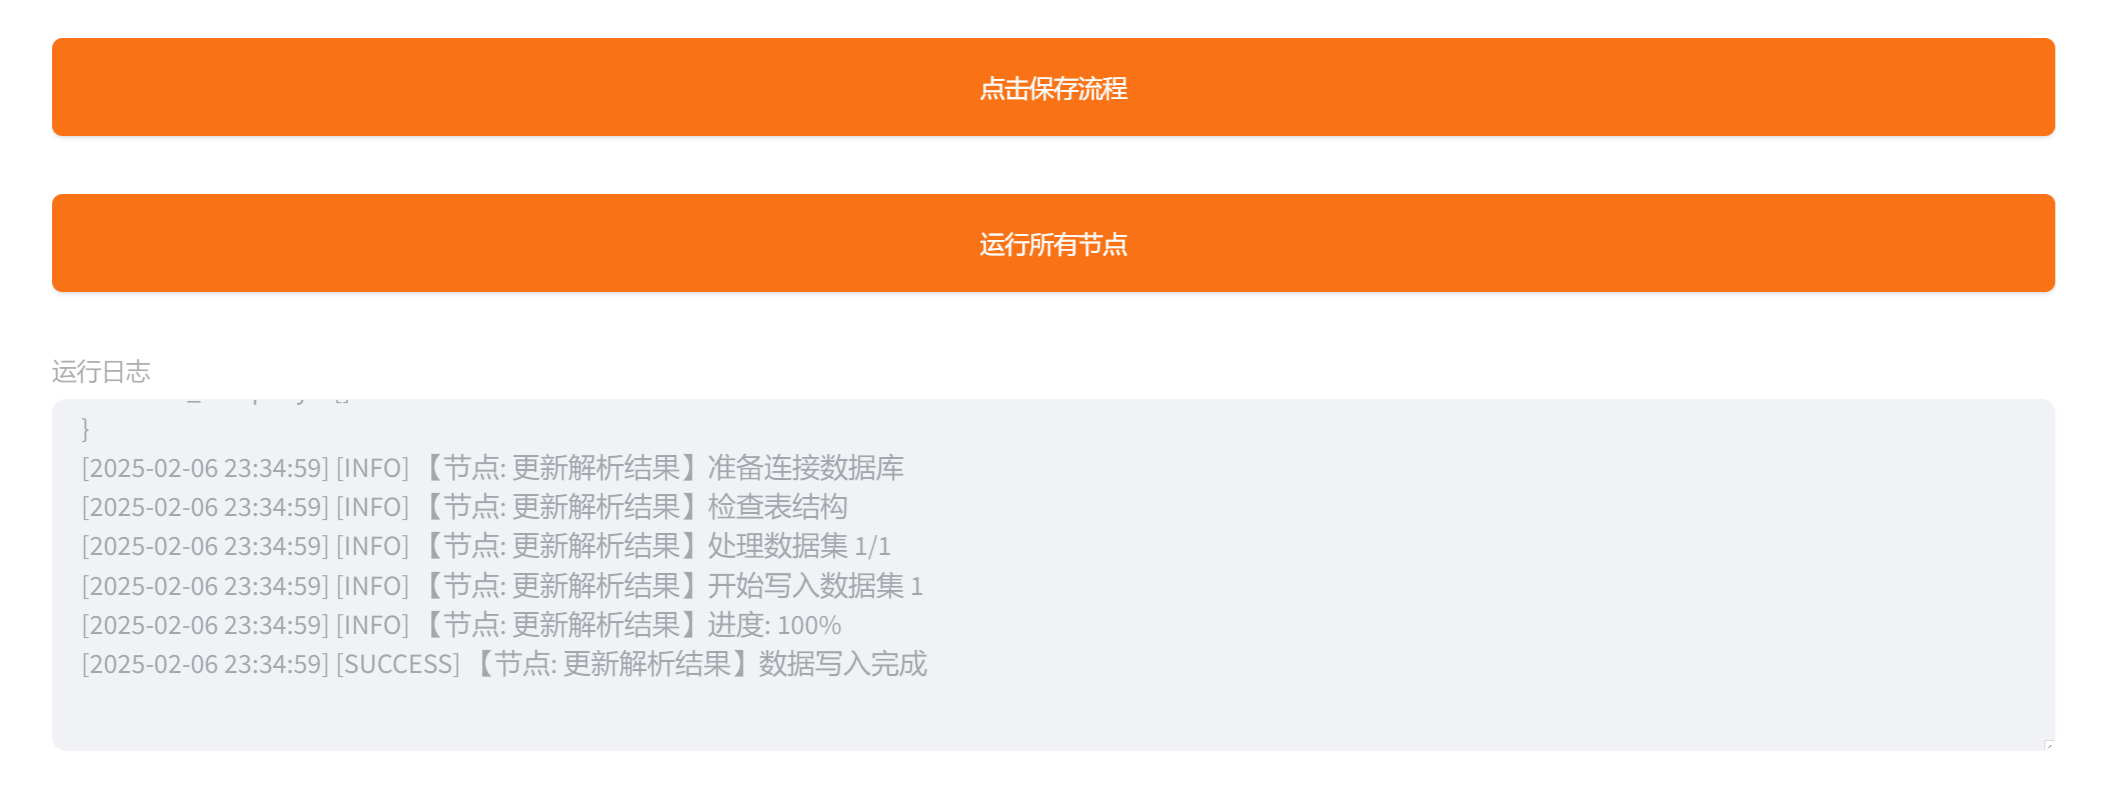 点击保存流程
运行所有节点
运行日志
}
[2025-02-06 23:34:59] [INFO] 【节点: 更新解析结果】准备连接数据库
[2025-02-06 23:34:59] [INFO] 【节点: 更新解析结果】检查表结构
[2025-02-06 23:34:59] [INFO] 【节点: 更新解析结果】处理数据集 1/1
[2025-02-06 23:34:59] [INFO] 【节点: 更新解析结果】开始写入数据集 1
[2025-02-06 23:34:59] [INFO] 【节点: 更新解析结果】进度: 100%
[2025-02-06 23:34:59] [SUCCESS] 【节点: 更新解析结果】数据写入完成